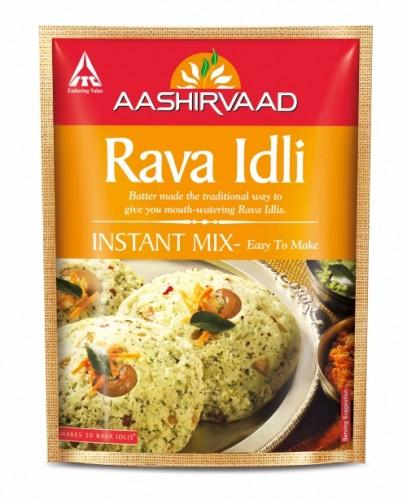 ITC
Enduring Value
AASHIRVAAD
Rava Idli
Batter made the traditional way to
give you mouth-watering Rava Idlis.
INSTANT MIX- Easy To Make
Serving Suggestion
MAKES 30 RAVA IDLIS*